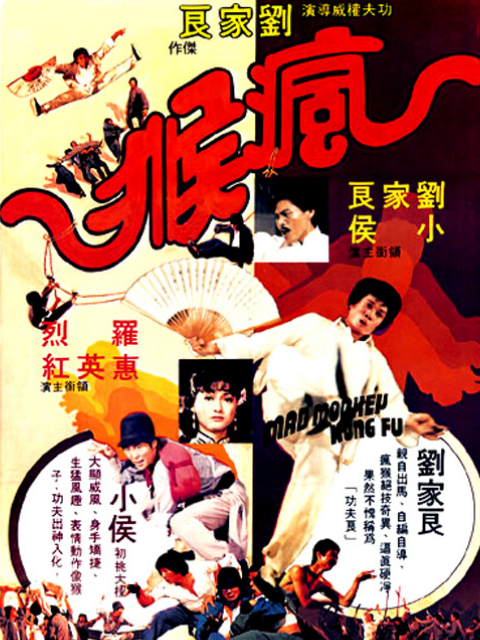 功夫權威導演
劉家良
傑作
瘋猴
劉家良
小侯
領銜主演
羅烈
惠英紅
領銜主演
MAD MONKEY
KUNG FU
劉家良
親自出馬、自編自導、
瘋猴絕技奇異、逼眞硬淨
果然不愧稱爲
「功夫良」
小侯
初挑大樑
大顯威風、身手矯捷、
生猛風趣、表情動作像猴
子、功夫出神入化。